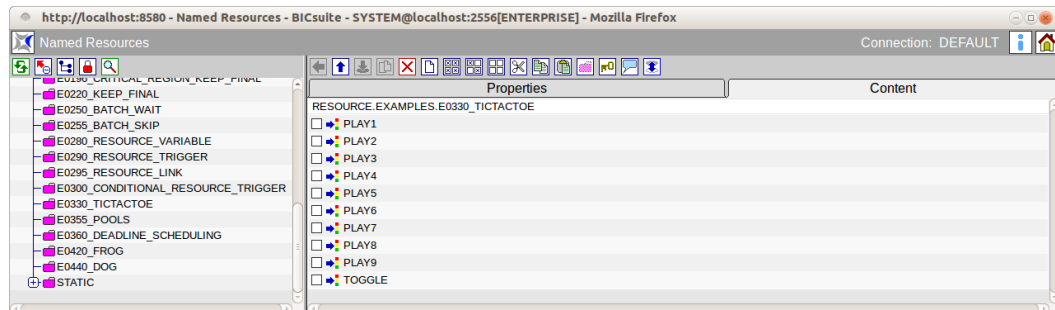 http://localhost:8580 - Named Resources - BICsuite - SYSTEM@localhost:2556[ENTERPRISE] - Mozilla Firefox
Named Resources
Connection: DEFAULT
E0196_CRITICAL_REGION_KEEP_FINAL
E0220_KEEP_FINAL
E0250_BATCH_WAIT
E0255_BATCH_SKIP
E0280_RESOURCE_VARIABLE
E0290_RESOURCE_TRIGGER
E0295_RESOURCE_LINK
E0300_CONDITIONAL_RESOURCE_TRIGGER
E0330_TICTACTOE
E0355_POOLS
E0360_DEADLINE_SCHEDULING
E0420_FROG
E0440_DOG
STATIC
Properties
Content
RESOURCE.EXAMPLES.E0330_TICTACTOE
PLAY1
PLAY2
PLAY3
PLAY4
PLAY5
PLAY6
PLAY7
PLAY8
PLAY9
TOGGLE